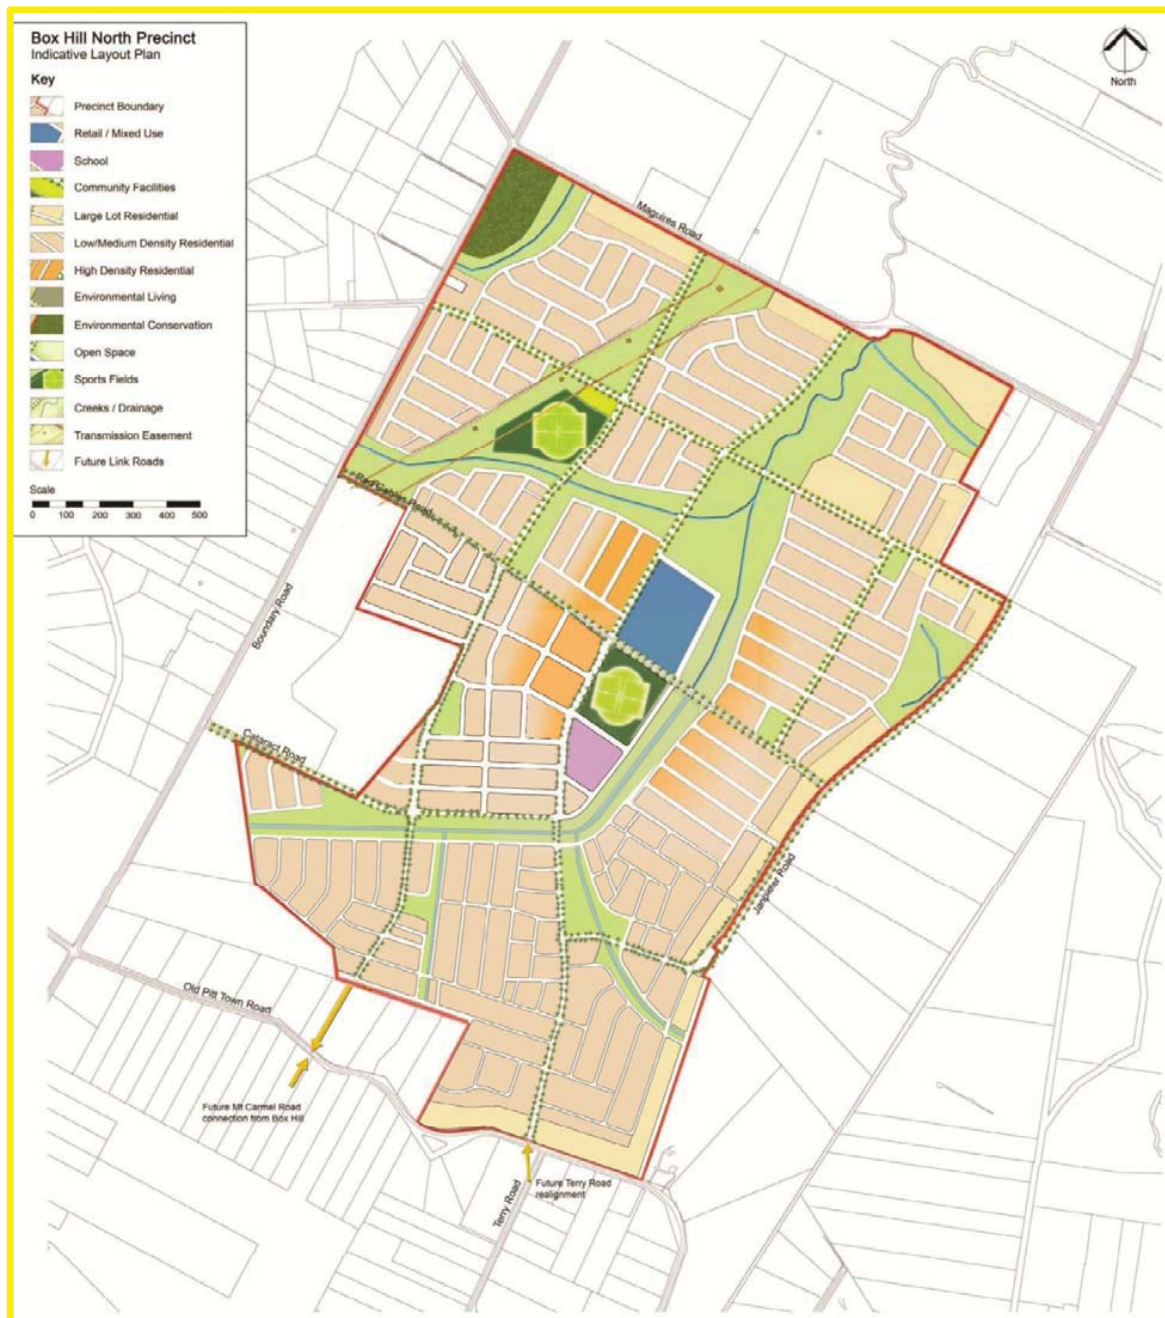 Box Hill North Precinct
Indicative Layout Plan
Key
Precinct Boundary
Retail / Mixed Use
School
Community Facilities
Large Lot Residential
Low/Medium Density Residential
High Density Residential
Environmental Living
Environmental Conservation
Open Space
Sports Fields
Creeks / Drainage
Transmission Easement
Future Link Roads
Scale
0 100 200 300 400 500
North
Maguires Road
Red Gables Road
Boundary Road
Cataract Road
Janpieter Road
Old Pitt Town Road
Future Mt Carmel Road
connection from Box Hill
Future Terry Road
realignment
Terry Road